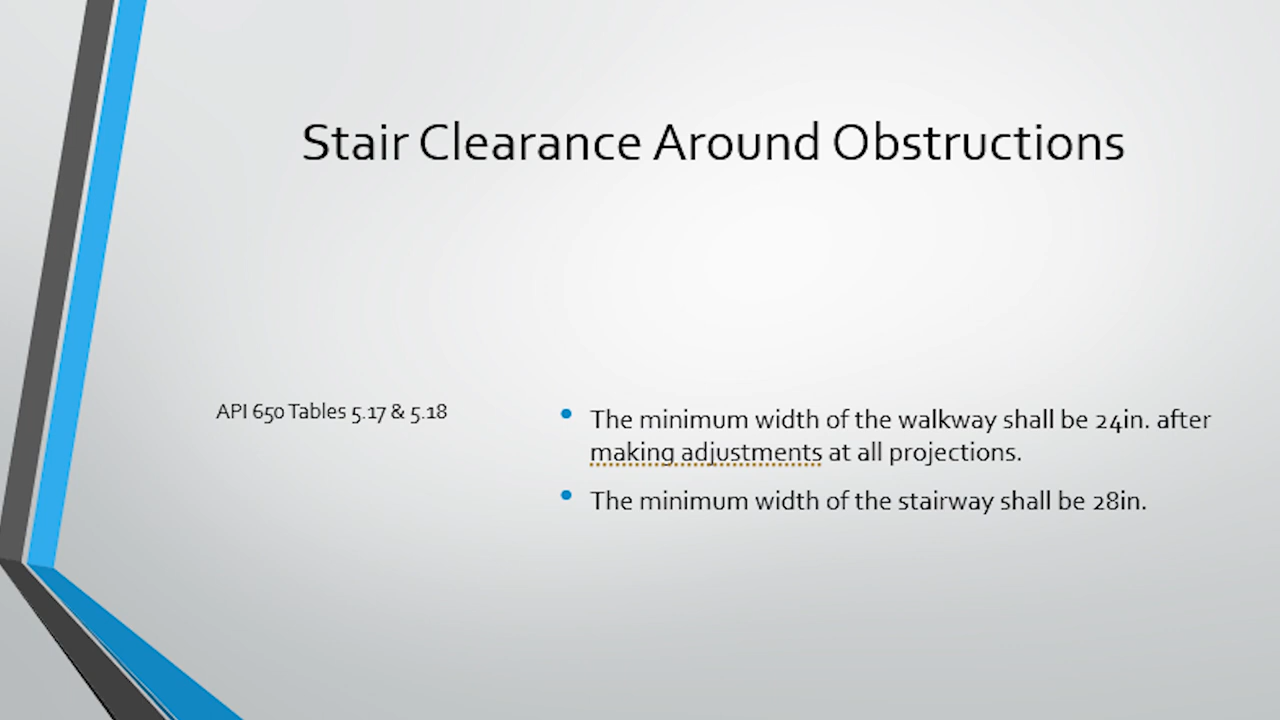 Stair Clearance Around Obstructions
API 650 Tables 5.17 & 5.18
• The minimum width of the walkway shall be 24in. after
making adjustments at all projections.
• The minimum width of the stairway shall be 28in.